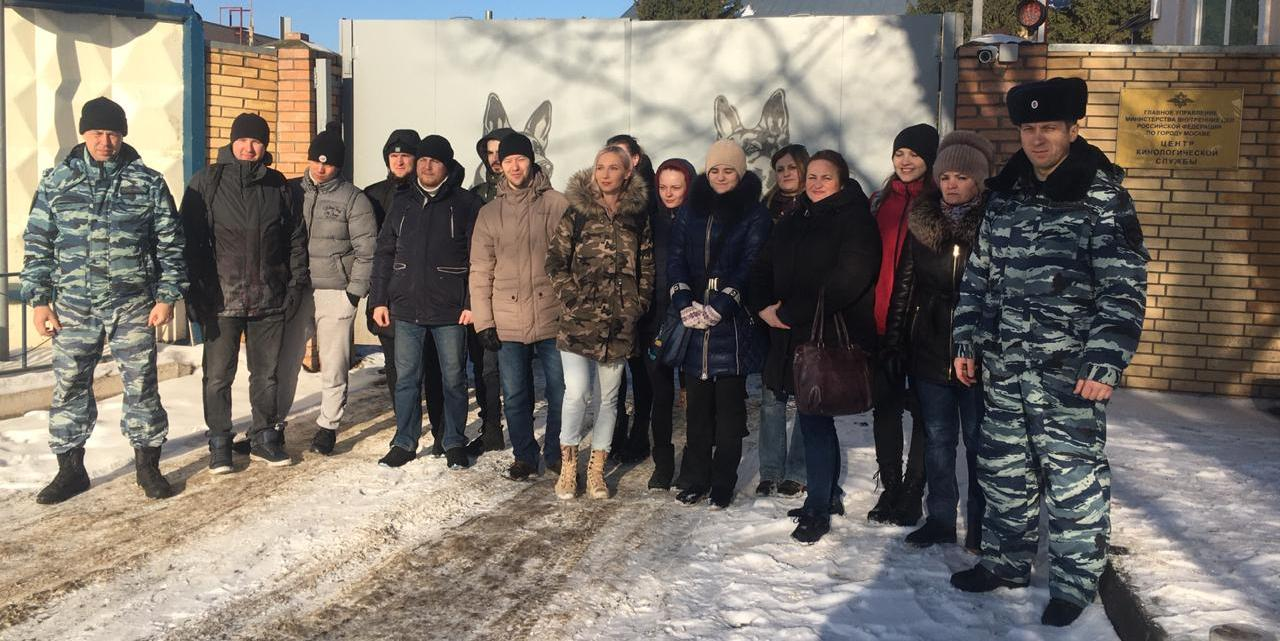 ГЛАВНОЕ УПРАВЛЕНИЕ
МИНИСТЕРСТВА ВНУТРЕННИХ ДЕЛ
РОССИЙСКОЙ ФЕДЕРАЦИИ
ПО ГОРОДУ МОСКВЕ
ЦЕНТР
КИНОЛОГИЧЕСКОЙ
СЛУЖБЫ